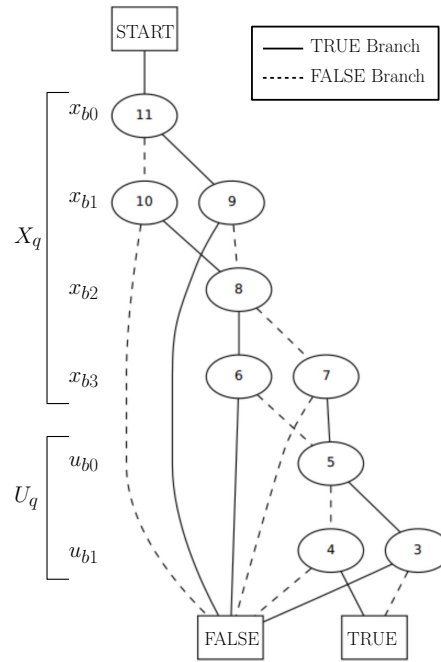 START
TRUE Branch
FALSE Branch
x_{b0} 11
x_{b1} 10 9
X_q
x_{b2} 8
x_{b3} 6 7
u_{b0} 5
U_q
u_{b1} 4 3
FALSE TRUE